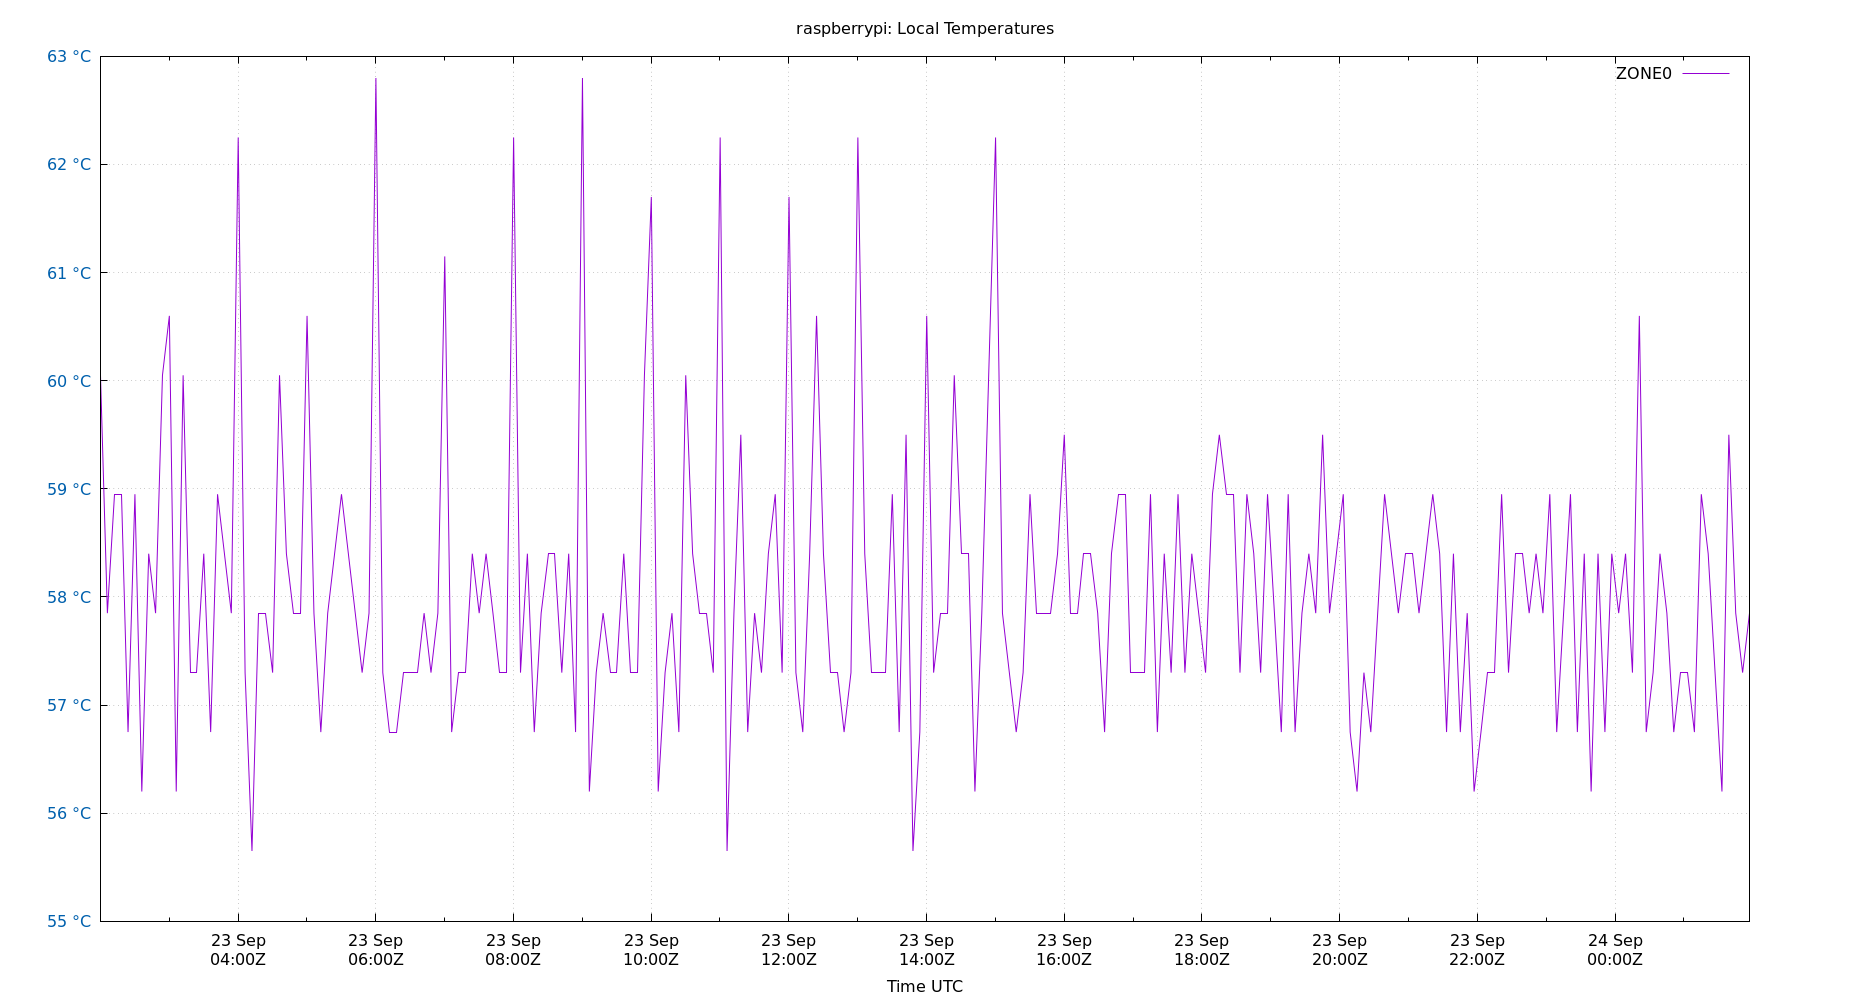 raspberrypi: Local Temperatures
63 °C
ZONE0
62 °C
61 °C
60 °C
59 °C
58 °C
57 °C
56 °C
55 °C
23 Sep 23 Sep 23 Sep 23 Sep 23 Sep 23 Sep 23 Sep 23 Sep 23 Sep 23 Sep 24 Sep
04:00Z 06:00Z 08:00Z 10:00Z 12:00Z 14:00Z 16:00Z 18:00Z 20:00Z 22:00Z 00:00Z
Time UTC